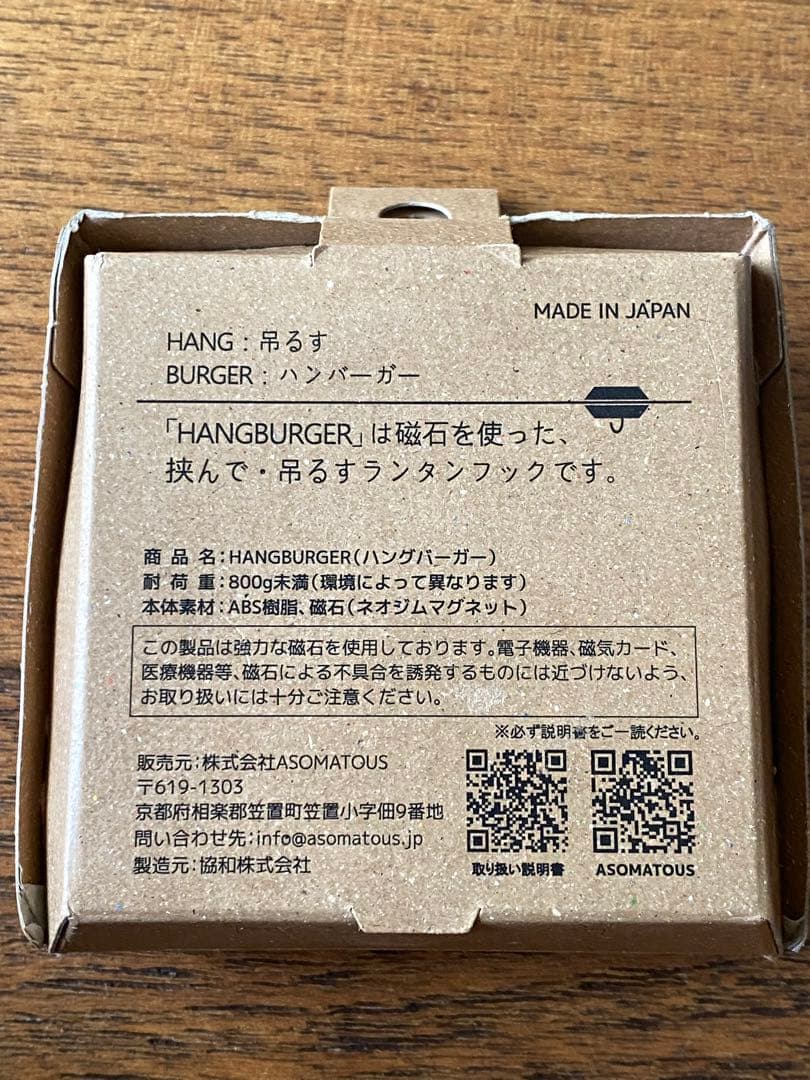 MADE IN JAPAN
HANG : 吊るす
BURGER : ハンバーガー
「HANGBURGER」は磁石を使った、
挟んで・吊るすランタンフックです。
商品名:HANGBURGER(ハングバーガー)
耐荷重:800g未満(環境によって異なります)
本体素材:ABS樹脂、磁石(ネオジムマグネット)
この製品は強力な磁石を使用しております。電子機器、磁気カード、
医療機器等、磁石による不具合を誘発するものには近づけないよう、
お取り扱いには十分ご注意ください。
※必ず説明書をご一読ください。
販売元:株式会社ASOMATOUS
〒619-1303
京都府相楽郡笠置町笠置小字佃9番地
問い合わせ先:info@asomatous.jp
製造元:協和株式会社
取り扱い説明書
ASOMATOUS